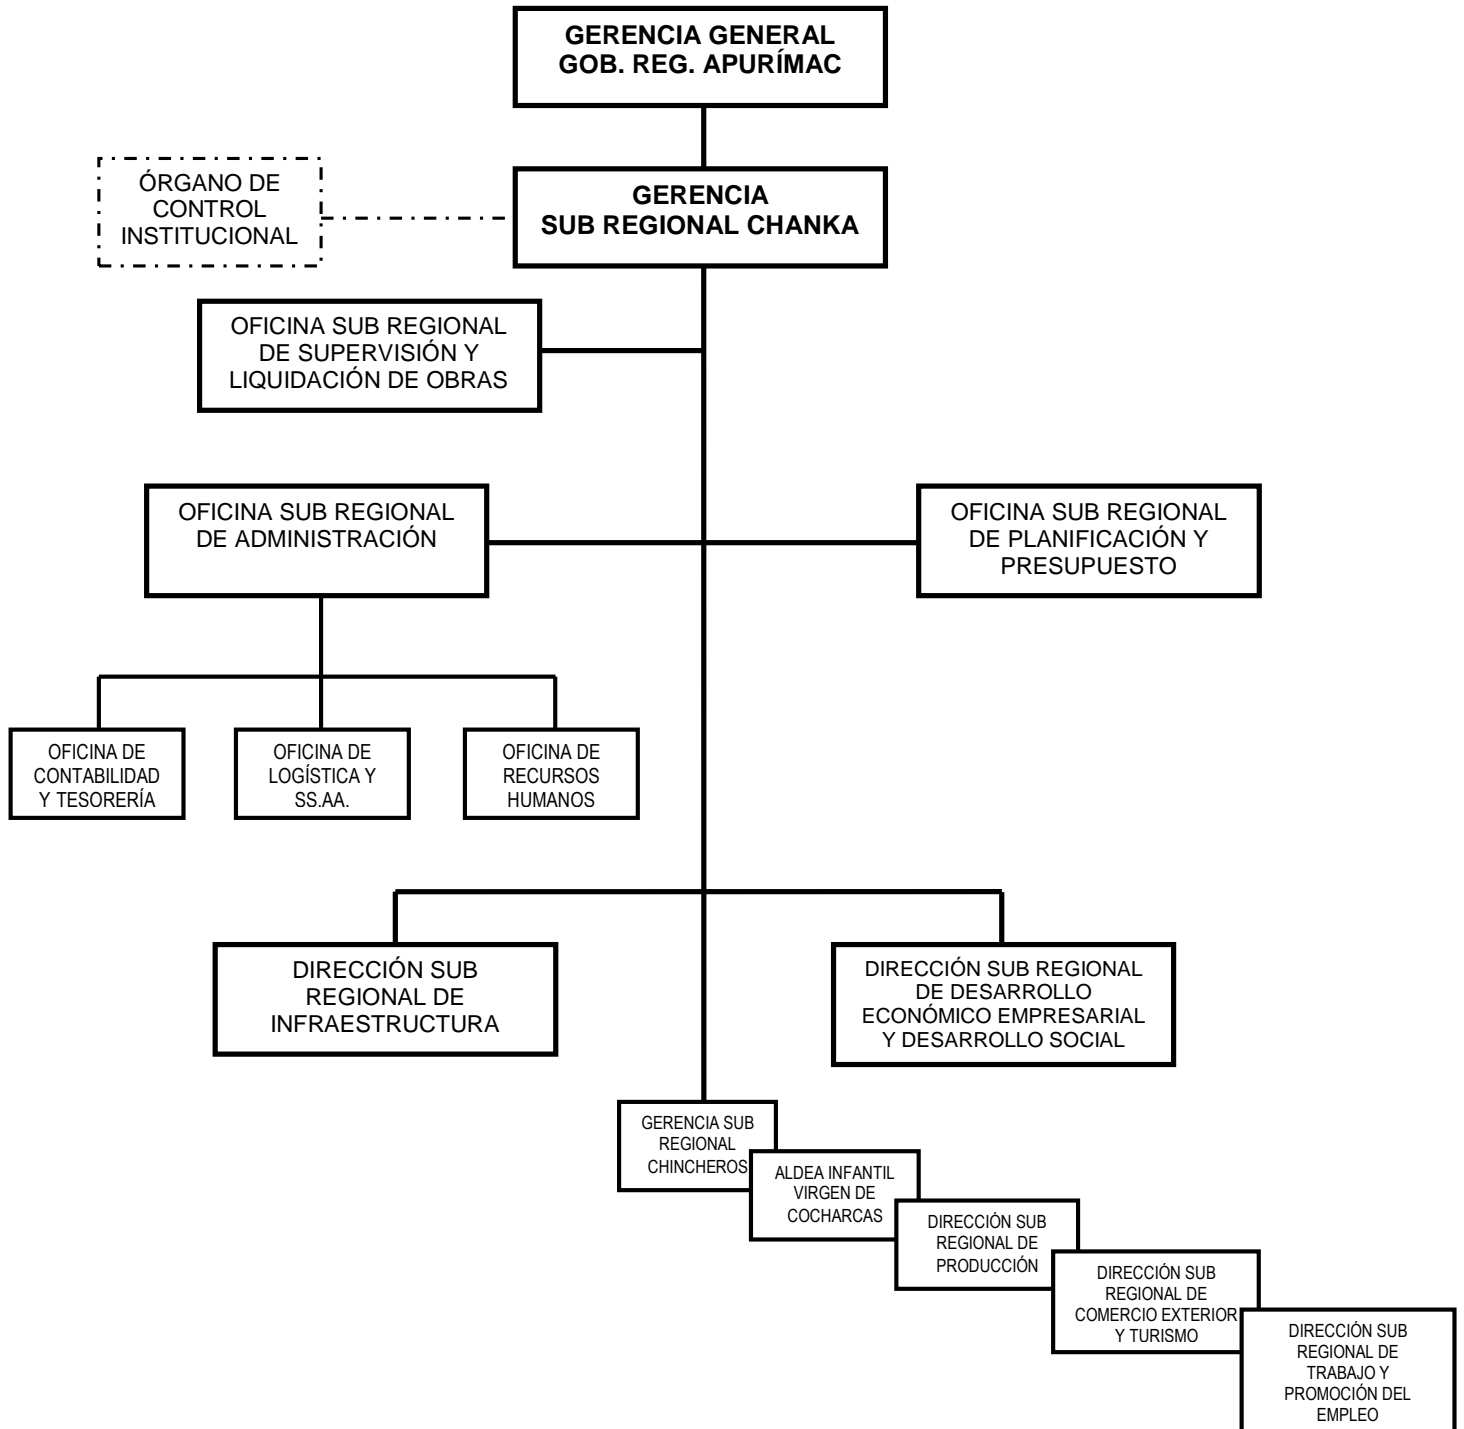 GERENCIA GENERAL
GOB. REG. APURÍMAC
ÓRGANO DE
CONTROL
INSTITUCIONAL
GERENCIA
SUB REGIONAL CHANKA
OFICINA SUB REGIONAL
DE SUPERVISIÓN Y
LIQUIDACIÓN DE OBRAS
OFICINA SUB REGIONAL
DE ADMINISTRACIÓN
OFICINA SUB REGIONAL
DE PLANIFICACIÓN Y
PRESUPUESTO
OFICINA DE
CONTABILIDAD
Y TESORERÍA
OFICINA DE
LOGÍSTICA Y
SS.AA.
OFICINA DE
RECURSOS
HUMANOS
DIRECCIÓN SUB
REGIONAL DE
INFRAESTRUCTURA
DIRECCIÓN SUB REGIONAL
DE DESARROLLO
ECONÓMICO EMPRESARIAL
Y DESARROLLO SOCIAL
GERENCIA SUB
REGIONAL
CHINCHEROS
ALDEA INFANTIL
VIRGEN DE
COCHARCAS
DIRECCIÓN SUB
REGIONAL DE
PRODUCCIÓN
DIRECCIÓN SUB
REGIONAL DE
COMERCIO EXTERIOR
Y TURISMO
DIRECCIÓN SUB
REGIONAL DE
TRABAJO Y
PROMOCIÓN DEL
EMPLEO